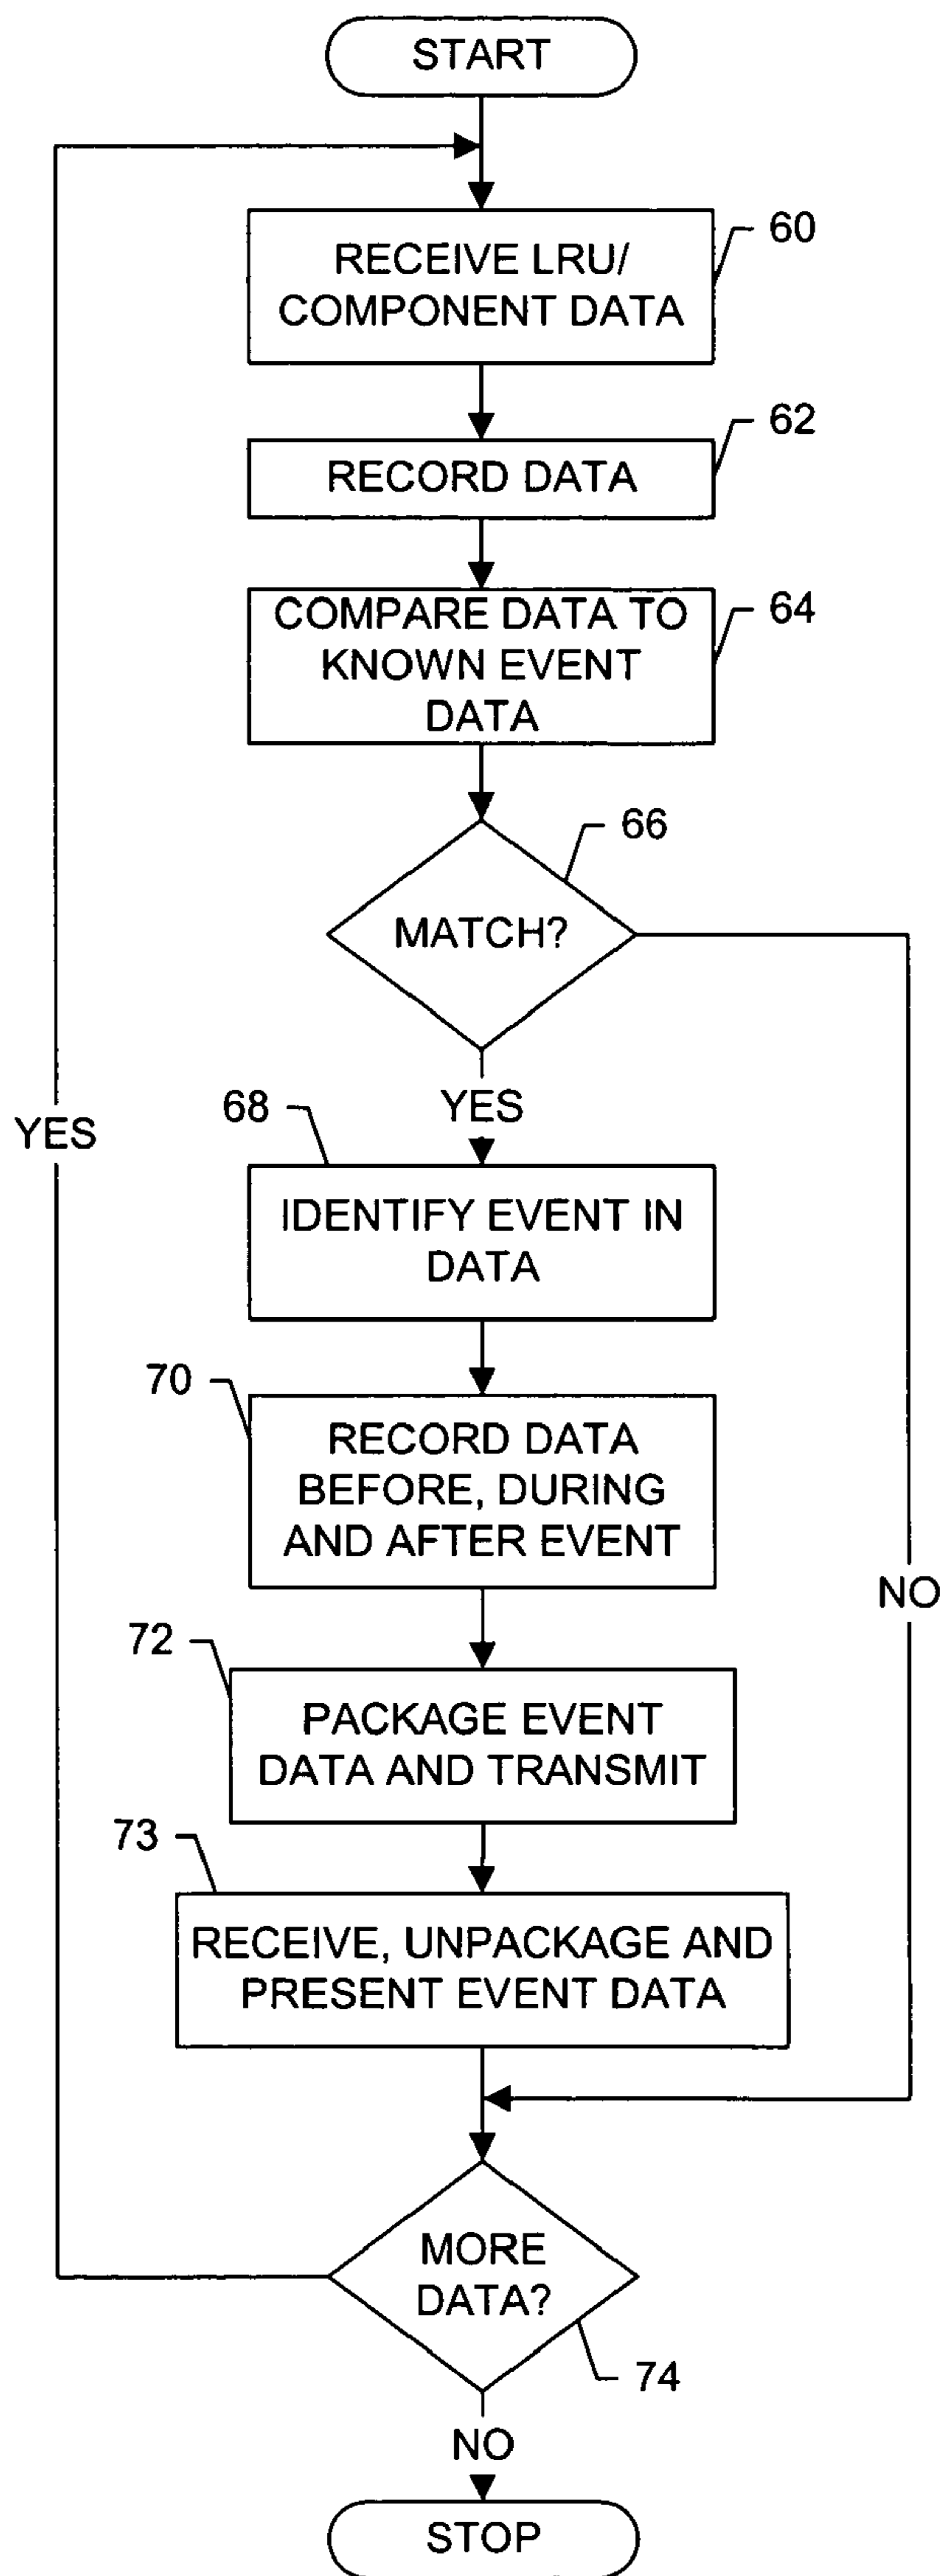 START
60
RECEIVE LRU/
COMPONENT DATA
62
RECORD DATA
64
COMPARE DATA TO
KNOWN EVENT
DATA
66
MATCH?
68
YES
YES
IDENTIFY EVENT IN
DATA
70
RECORD DATA
BEFORE, DURING
AND AFTER EVENT
NO
72
PACKAGE EVENT
DATA AND TRANSMIT
73
RECEIVE, UNPACKAGE AND
PRESENT EVENT DATA
MORE
DATA?
74
NO
STOP